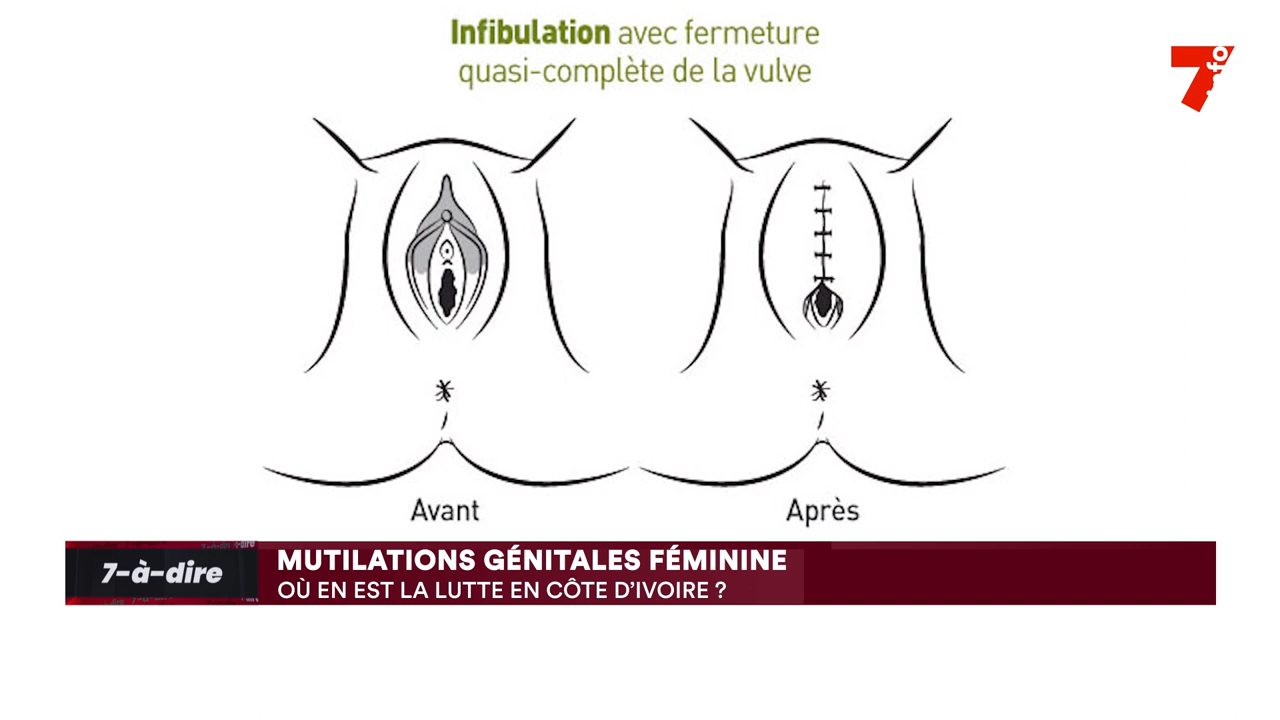 Infibulation avec fermeture
quasi-complète de la vulve
7info
Avant
Après
7-à-dire
MUTILATIONS GÉNITALES FÉMININE
OÙ EN EST LA LUTTE EN CÔTE D'IVOIRE ?